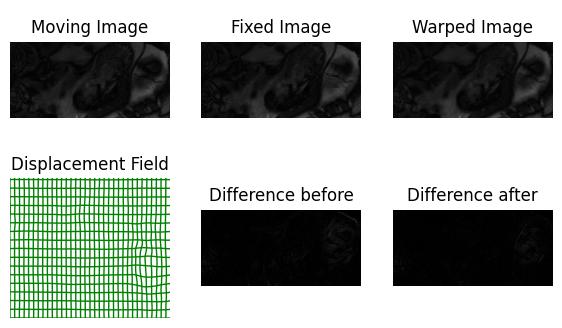 Moving Image
Fixed Image
Warped Image
Displacement Field
Difference before
Difference after